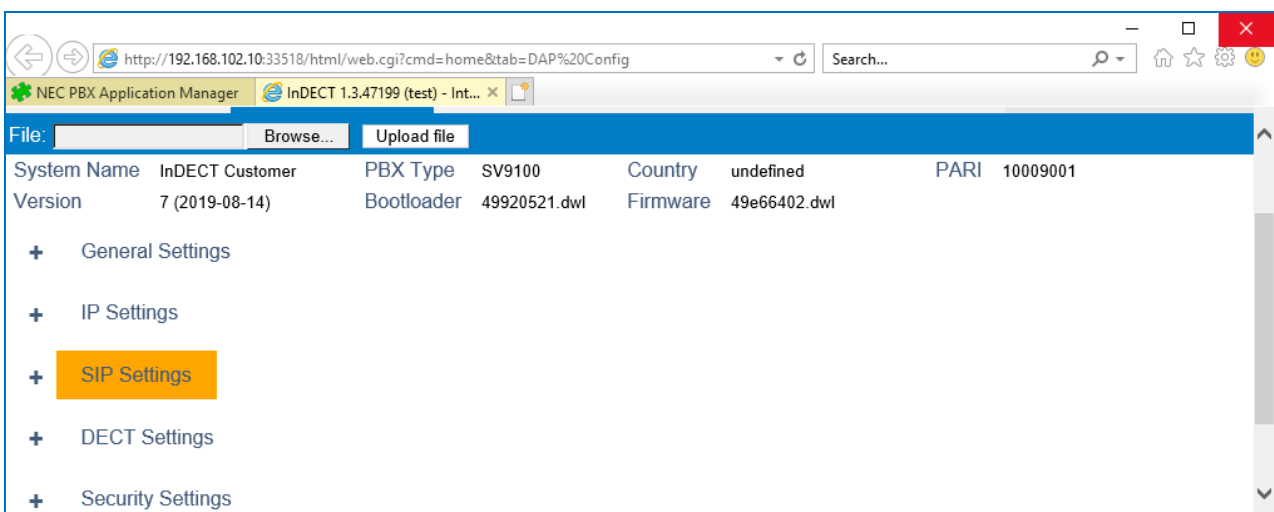 http://192.168.102.10:33518/html/web.cgi?cmd=home&tab=DAP%20Config Search...
NEC PBX Application Manager InDECT 1.3.47199 (test) - Int...
File: Browse... Upload file
System Name InDECT Customer PBX Type SV9100 Country undefined PARI 10009001
Version 7 (2019-08-14) Bootloader 49920521.dwl Firmware 49e66402.dwl
+ General Settings
+ IP Settings
+ SIP Settings
+ DECT Settings
+ Security Settings